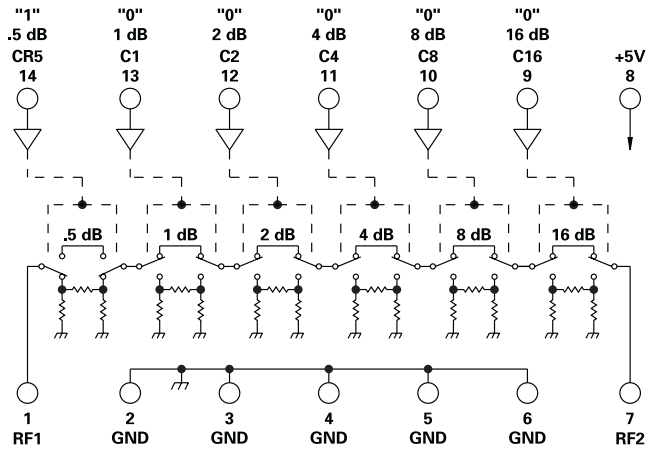 "1" "0" "0" "0" "0" "0"
.5 dB 1 dB 2 dB 4 dB 8 dB 16 dB
CR5 C1 C2 C4 C8 C16 +5V
14 13 12 11 10 9 8
.5 dB 1 dB 2 dB 4 dB 8 dB 16 dB
1 2 3 4 5 6 7
RF1 GND GND GND GND GND RF2